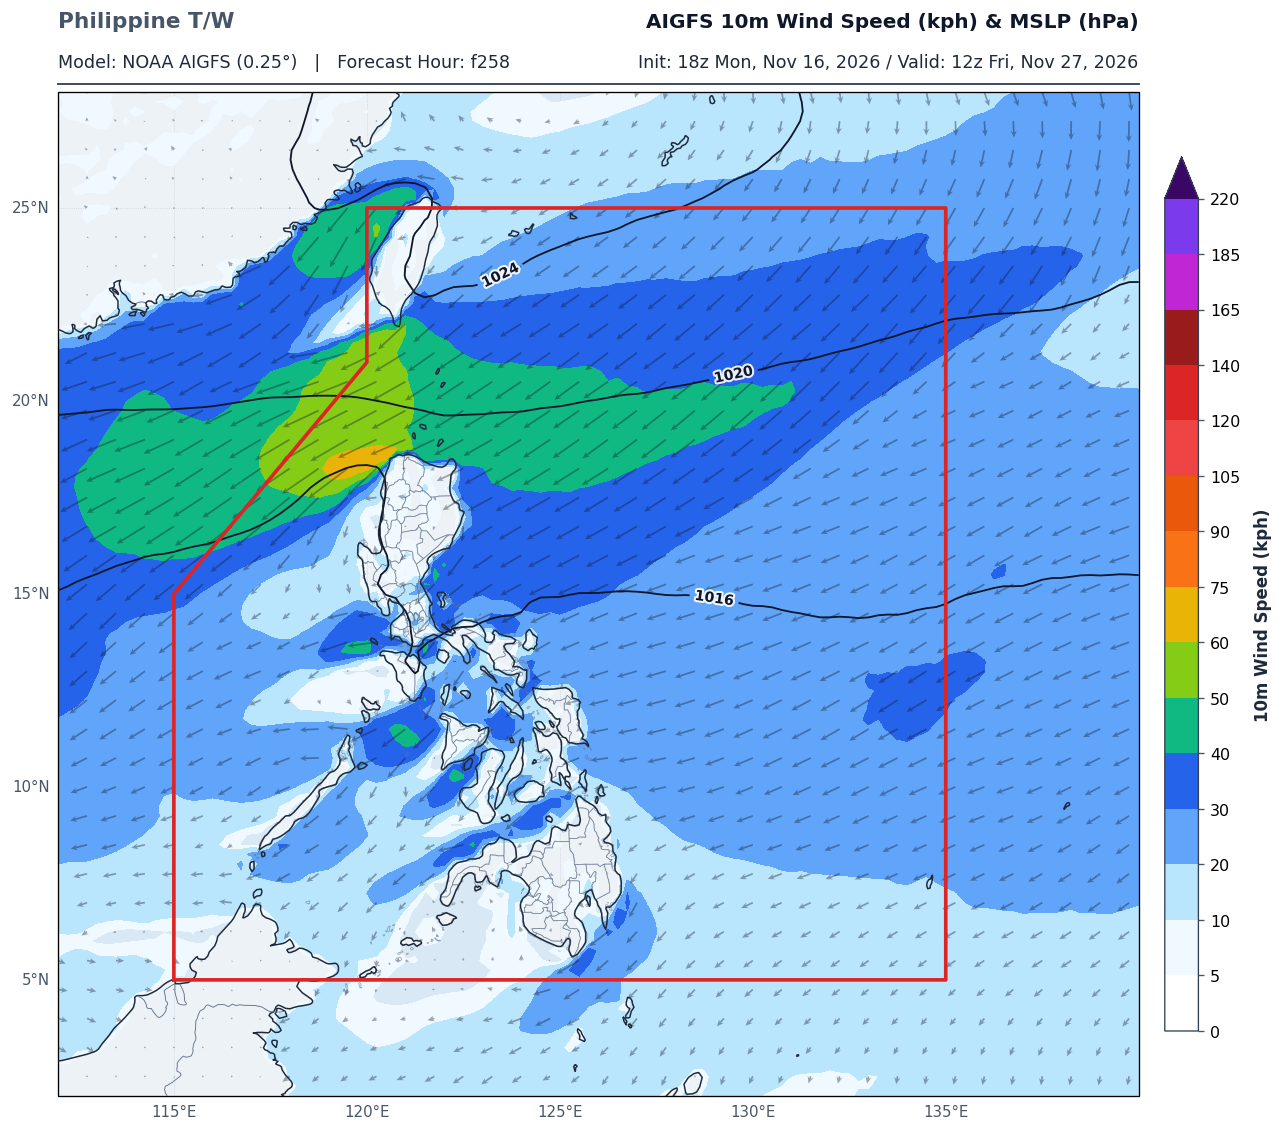 Philippine T/W
AIGFS 10m Wind Speed (kph) & MSLP (hPa)
Model: NOAA AIGFS (0.25°)   |   Forecast Hour: f258
Init: 18z Mon, Nov 16, 2026 / Valid: 12z Fri, Nov 27, 2026
25°N
20°N
15°N
10°N
5°N
115°E
120°E
125°E
130°E
135°E
1024
1020
1016
220
185
165
140
120
105
90
75
60
50
40
30
20
10
5
0
10m Wind Speed (kph)